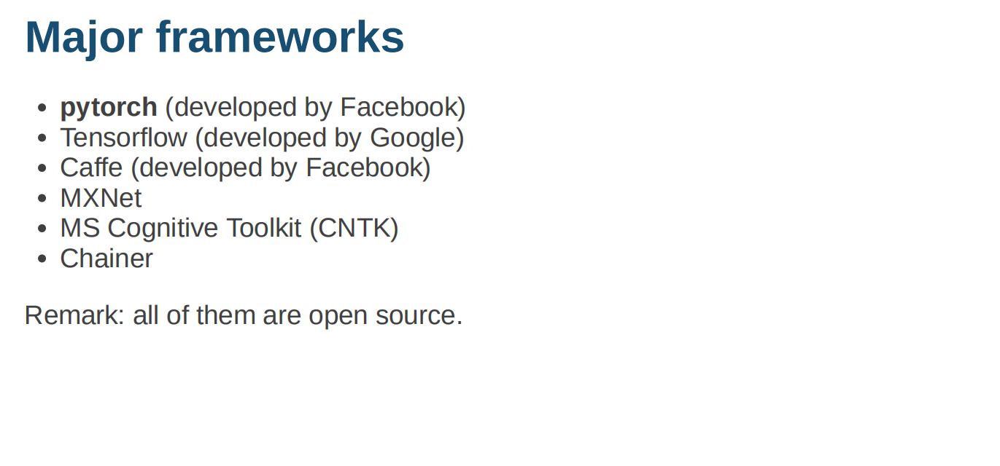 Major frameworks
• pytorch (developed by Facebook)
• Tensorflow (developed by Google)
• Caffe (developed by Facebook)
• MXNet
• MS Cognitive Toolkit (CNTK)
• Chainer
Remark: all of them are open source.